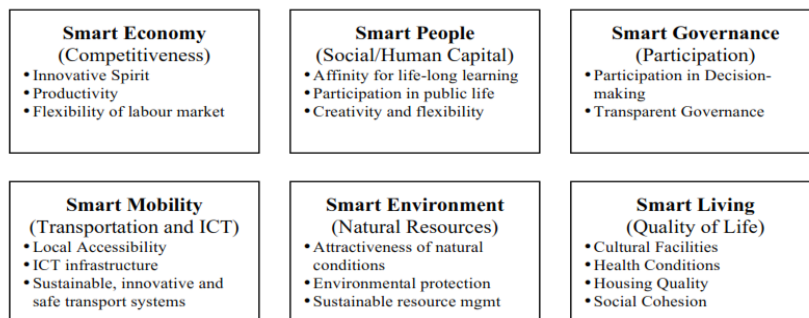 Smart Economy
(Competitiveness)
• Innovative Spirit
• Productivity
• Flexibility of labour market
Smart People
(Social/Human Capital)
• Affinity for life-long learning
• Participation in public life
• Creativity and flexibility
Smart Governance
(Participation)
• Participation in Decision-
making
• Transparent Governance
Smart Mobility
(Transportation and ICT)
• Local Accessibility
• ICT infrastructure
• Sustainable, innovative and
safe transport systems
Smart Environment
(Natural Resources)
• Attractiveness of natural
conditions
• Environmental protection
• Sustainable resource mgmt
Smart Living
(Quality of Life)
• Cultural Facilities
• Health Conditions
• Housing Quality
• Social Cohesion